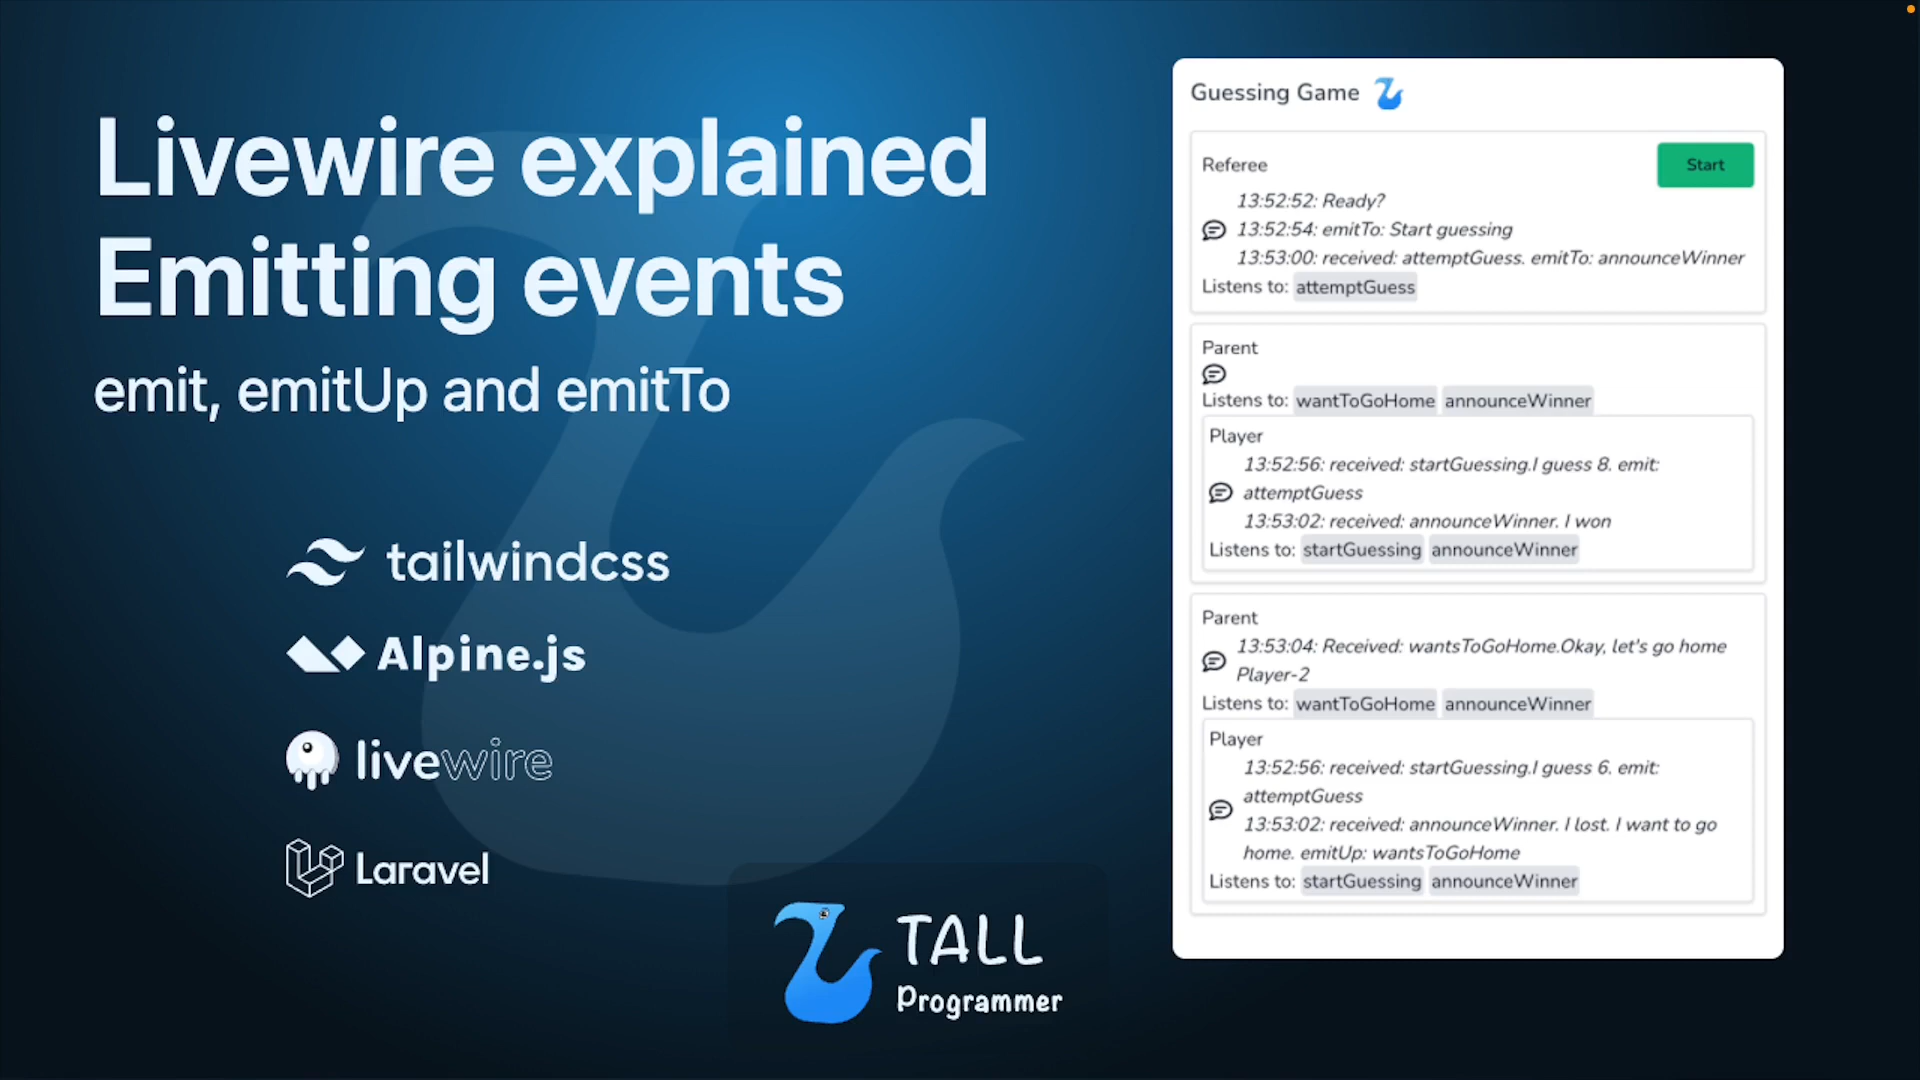 Livewire explained
Emitting events
emit, emitUp and emitTo
tailwindcss
Alpine.js
livewire
Laravel
TALL
Programmer
Guessing Game
Referee
Start
13:52:52: Ready?
13:52:54: emitTo: Start guessing
13:53:00: received: attemptGuess. emitTo: announceWinner
Listens to: attemptGuess
Parent
Listens to: wantToGoHome announceWinner
Player
13:52:56: received: startGuessing.I guess 8. emit:
attemptGuess
13:53:02: received: announceWinner. I won
Listens to: startGuessing announceWinner
Parent
13:53:04: Received: wantsToGoHome.Okay, let's go home
Player-2
Listens to: wantToGoHome announceWinner
Player
13:52:56: received: startGuessing.I guess 6. emit:
attemptGuess
13:53:02: received: announceWinner. I lost. I want to go
home. emitUp: wantsToGoHome
Listens to: startGuessing announceWinner